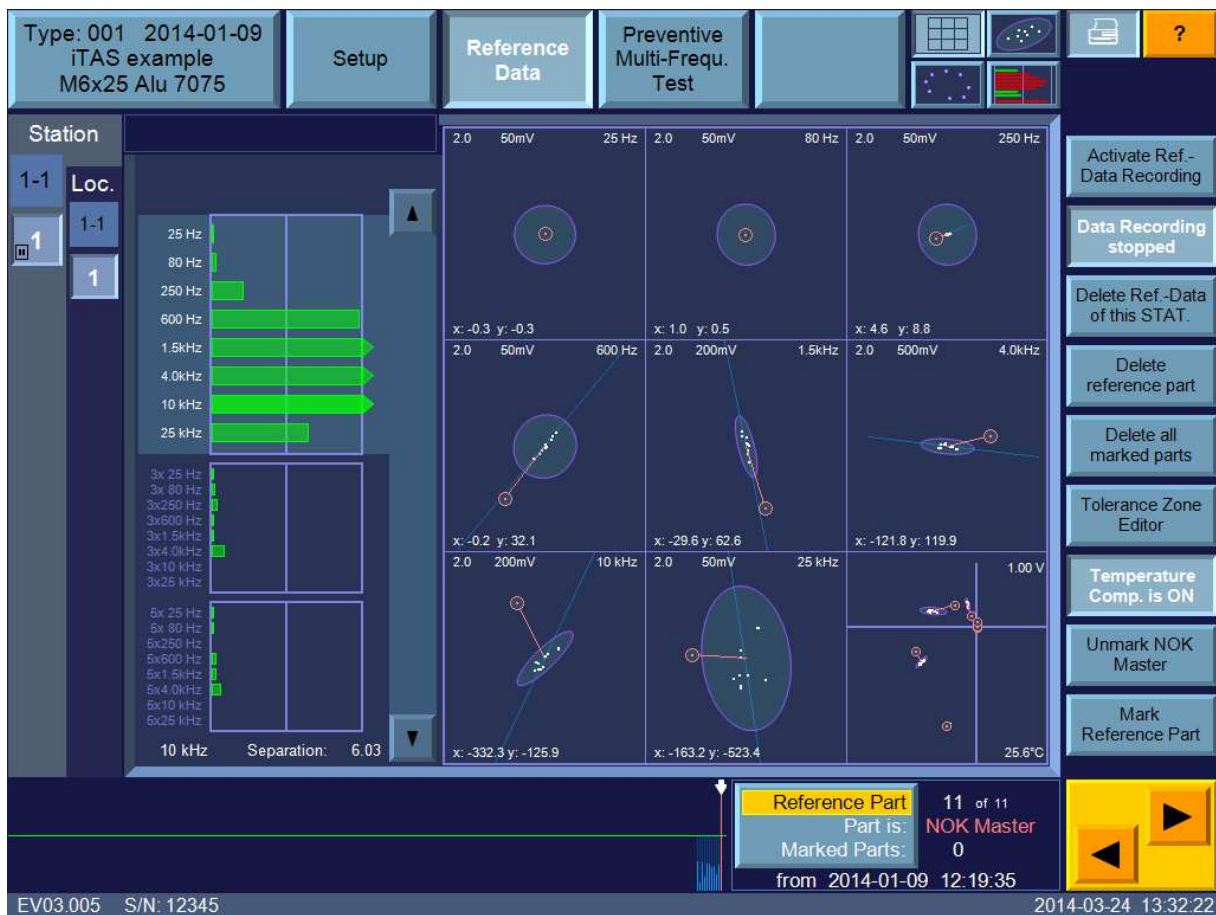 Type: 001 2014-01-09
iTAS example
M6x25 Alu 7075
Setup
Reference
Data
Preventive
Multi-Frequ.
Test
?
Station
1-1
Loc.
1
1-1
1
25 Hz
80 Hz
250 Hz
600 Hz
1.5kHz
4.0kHz
10 kHz
25 kHz
3x 25 Hz
3x 80 Hz
3x250 Hz
3x600 Hz
3x1.5kHz
3x4.0kHz
3x10 kHz
3x25 kHz
5x 25 Hz
5x 80 Hz
5x250 Hz
5x600 Hz
5x1.5kHz
5x4.0kHz
5x10 kHz
5x25 kHz
10 kHz Separation: 6.03
2.0 50mV 25 Hz
x: -0.3 y: -0.3
2.0 50mV 80 Hz
x: 1.0 y: 0.5
2.0 50mV 250 Hz
x: 4.6 y: 8.8
2.0 50mV 600 Hz
x: -0.2 y: 32.1
2.0 200mV 1.5kHz
x: -29.6 y: 62.6
2.0 500mV 4.0kHz
x: -121.8 y: 119.9
2.0 200mV 10 kHz
x: -332.3 y: -125.9
2.0 50mV 25 kHz
x: -163.2 y: -523.4
1.00 V
25.6°C
Activate Ref.-
Data Recording
Data Recording
stopped
Delete Ref.-Data
of this STAT.
Delete
reference part
Delete all
marked parts
Tolerance Zone
Editor
Temperature
Comp. is ON
Unmark NOK
Master
Mark
Reference Part
Reference Part 11 of 11
Part is: NOK Master
Marked Parts: 0
from 2014-01-09 12:19:35
EV03.005 S/N: 12345
2014-03-24 13:32:22